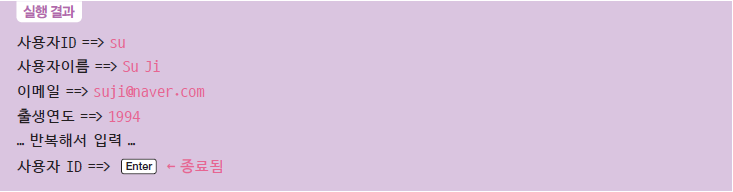 실행 결과
사용자ID ==> su
사용자이름 ==> Su Ji
이메일 ==> suji@naver.com
출생연도 ==> 1994
… 반복해서 입력 …
사용자 ID ==> Enter ← 종료됨